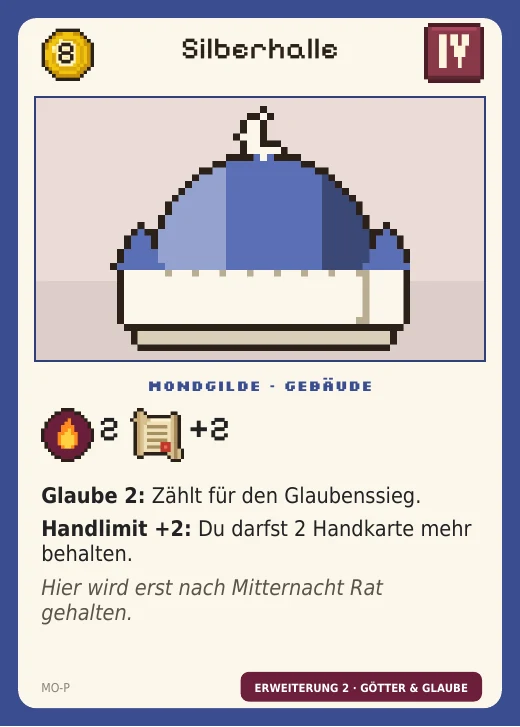 8
Silberhalle
IV
MONDGILDE · GEBÄUDE
2 +2
Glaube 2: Zählt für den Glaubenssieg.
Handlimit +2: Du darfst 2 Handkarte mehr
behalten.
Hier wird erst nach Mitternacht Rat
gehalten.
MO-P
ERWEITERUNG 2 · GÖTTER & GLAUBE